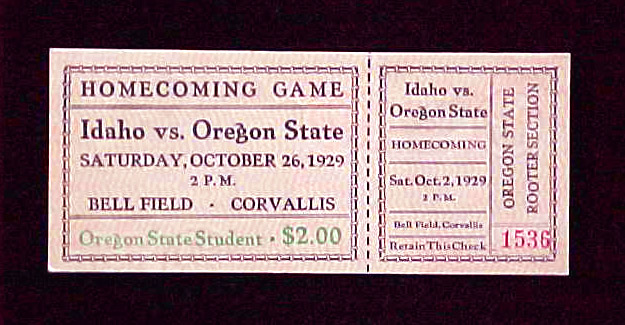 HOMECOMING GAME
Idaho vs. Oregon State
SATURDAY, OCTOBER 26, 1929
2 P.M.
BELL FIELD · CORVALLIS
Oregon State Student · $2.00
Idaho vs.
Oregon State
HOMECOMING
Sat. Oct. 2, 1929
2 P.M.
Bell Field, Corvallis
Retain This Check
OREGON STATE
ROOTER SECTION
1536